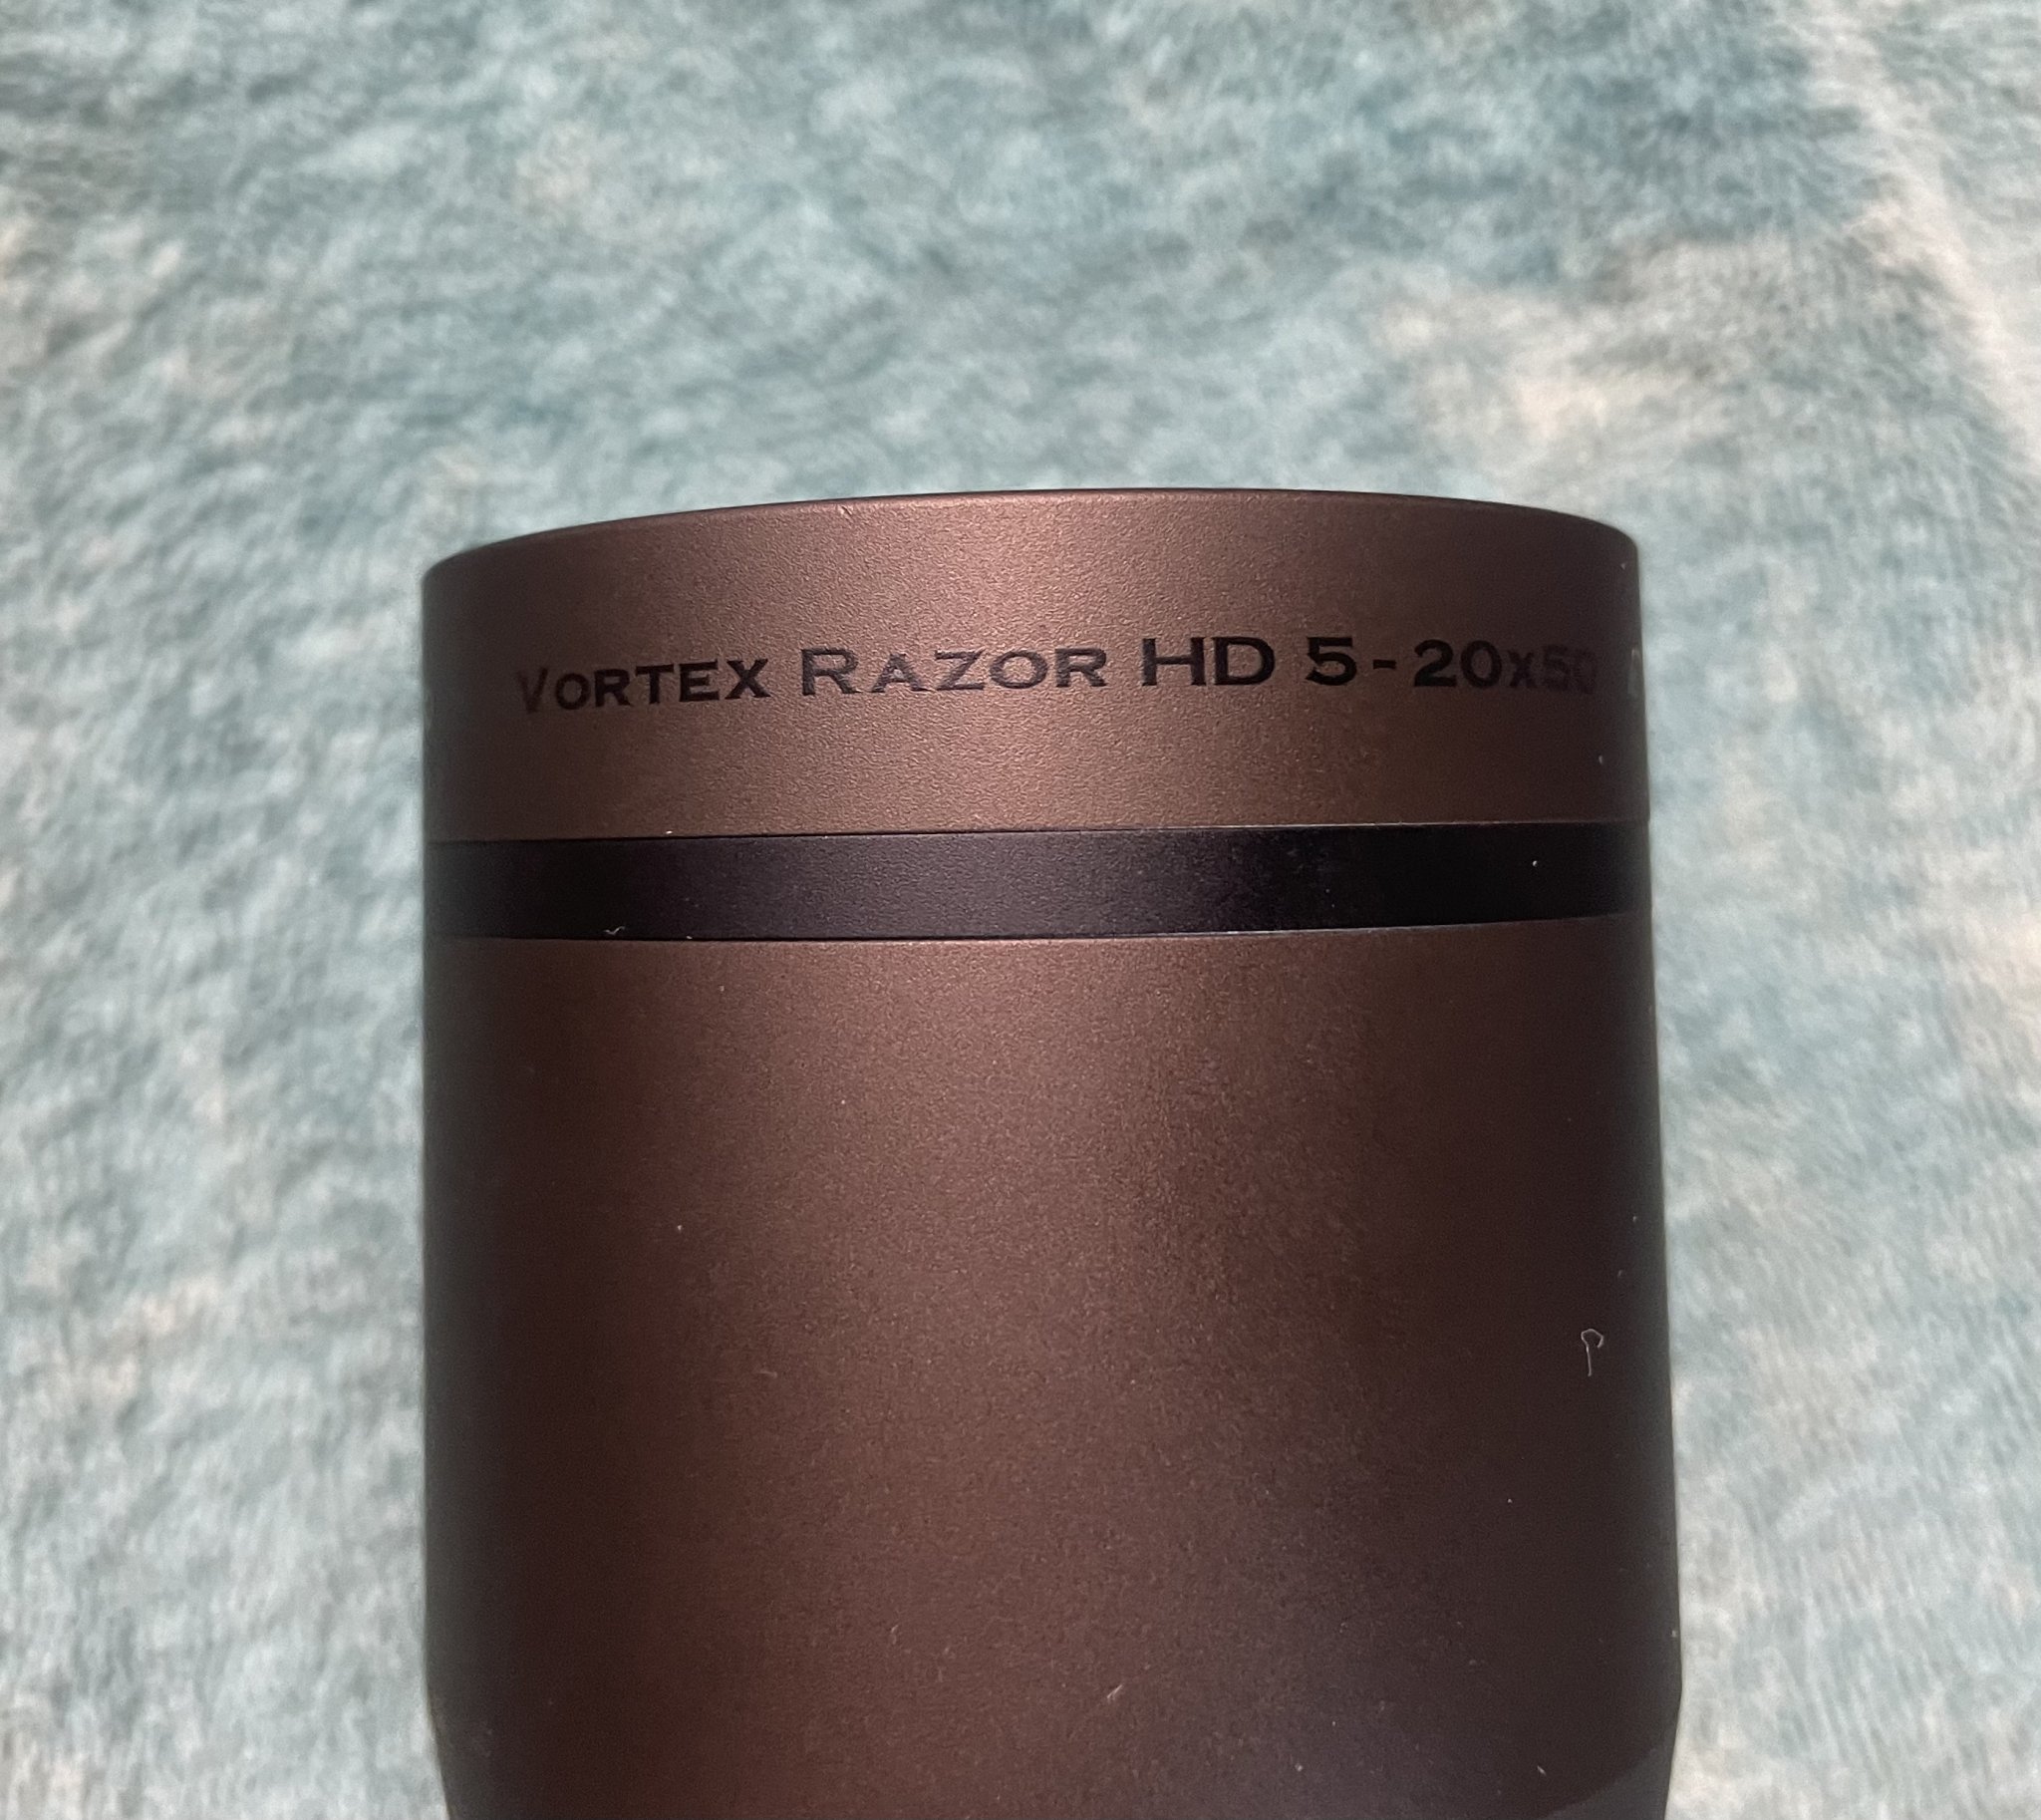 VORTEX RAZOR HD 5-20x50